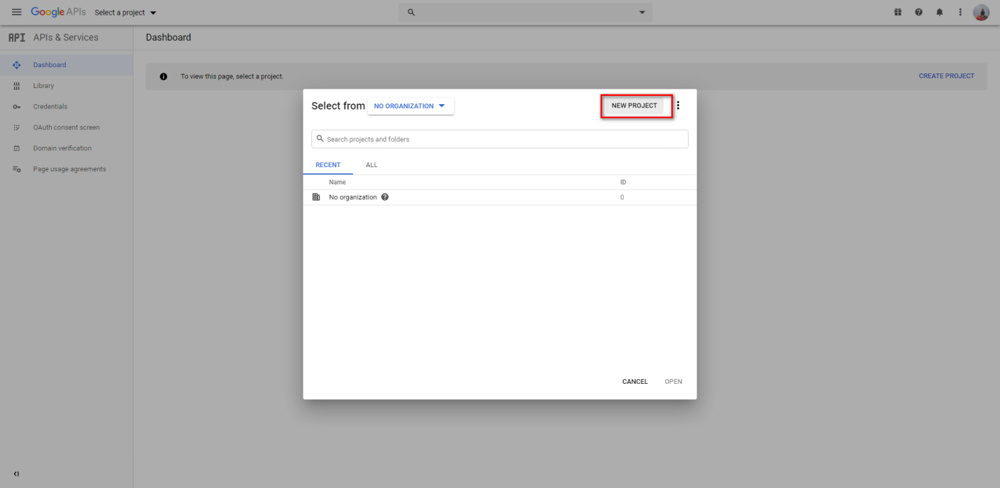 Google APIs Select a project
API APIs & Services Dashboard
Dashboard
To view this page, select a project. CREATE PROJECT
Library
Credentials
OAuth consent screen
Domain verification
Page usage agreements
Select from NO ORGANIZATION NEW PROJECT
Search projects and folders
RECENT ALL
Name ID
No organization 0
CANCEL OPEN